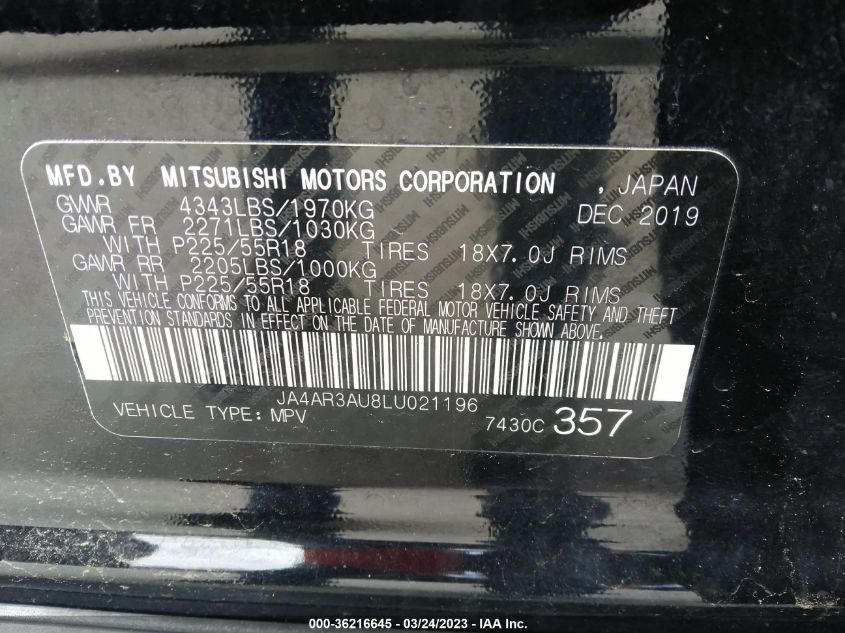 MFD.BY MITSUBISHI MOTORS CORPORATION , JAPAN
GVWR 4343LBS/1970KG DEC 2019
GAWR FR 2271LBS/1030KG
WITH P225/55R18 TIRES 18X7.0J RIMS
GAWR RR 2205LBS/1000KG
WITH P225/55R18 TIRES 18X7.0J RIMS
THIS VEHICLE CONFORMS TO ALL APPLICABLE FEDERAL MOTOR VEHICLE SAFETY AND THEFT
PREVENTION STANDARDS IN EFFECT ON THE DATE OF MANUFACTURE SHOWN ABOVE.
JA4AR3AU8LU021196
VEHICLE TYPE: MPV 7430C 357
000-36216645 - 03/24/2023 - IAA Inc.